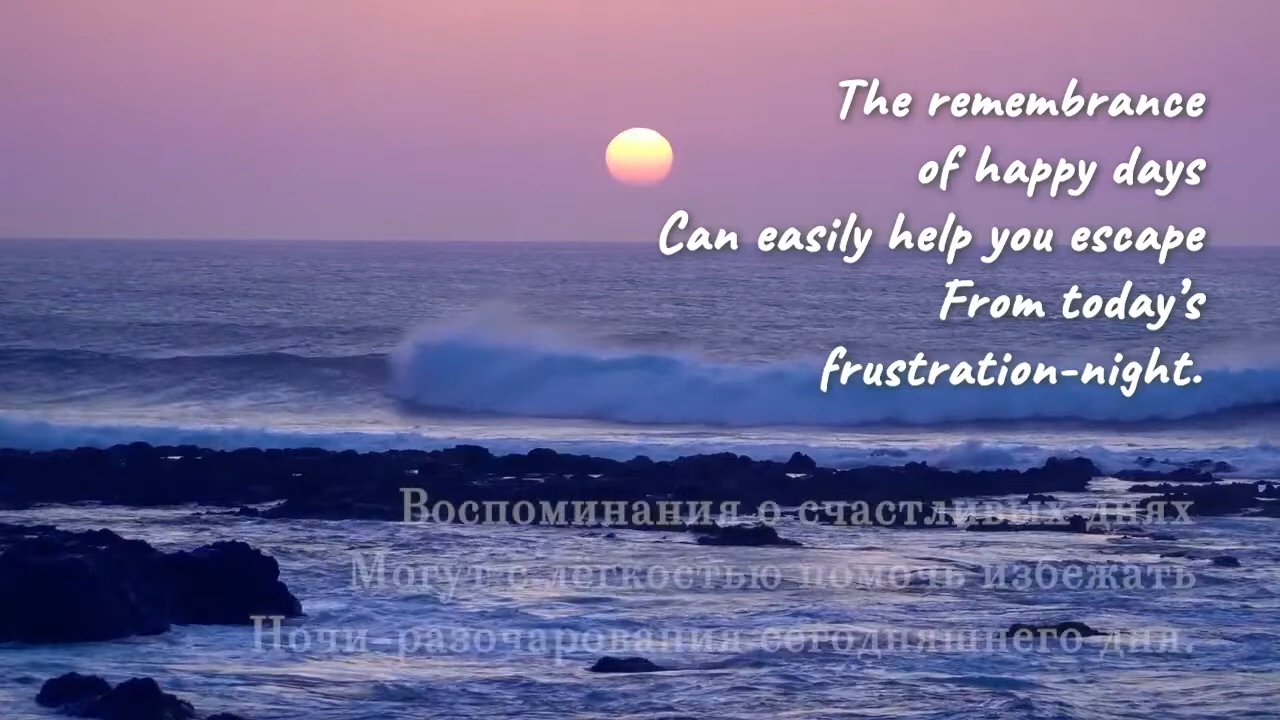 The remembrance
of happy days
Can easily help you escape
From today’s
frustration-night.
Воспоминания о счастливых днях
Могут с легкостью помочь избежать
Ночи-разочарования сегодняшнего дня.